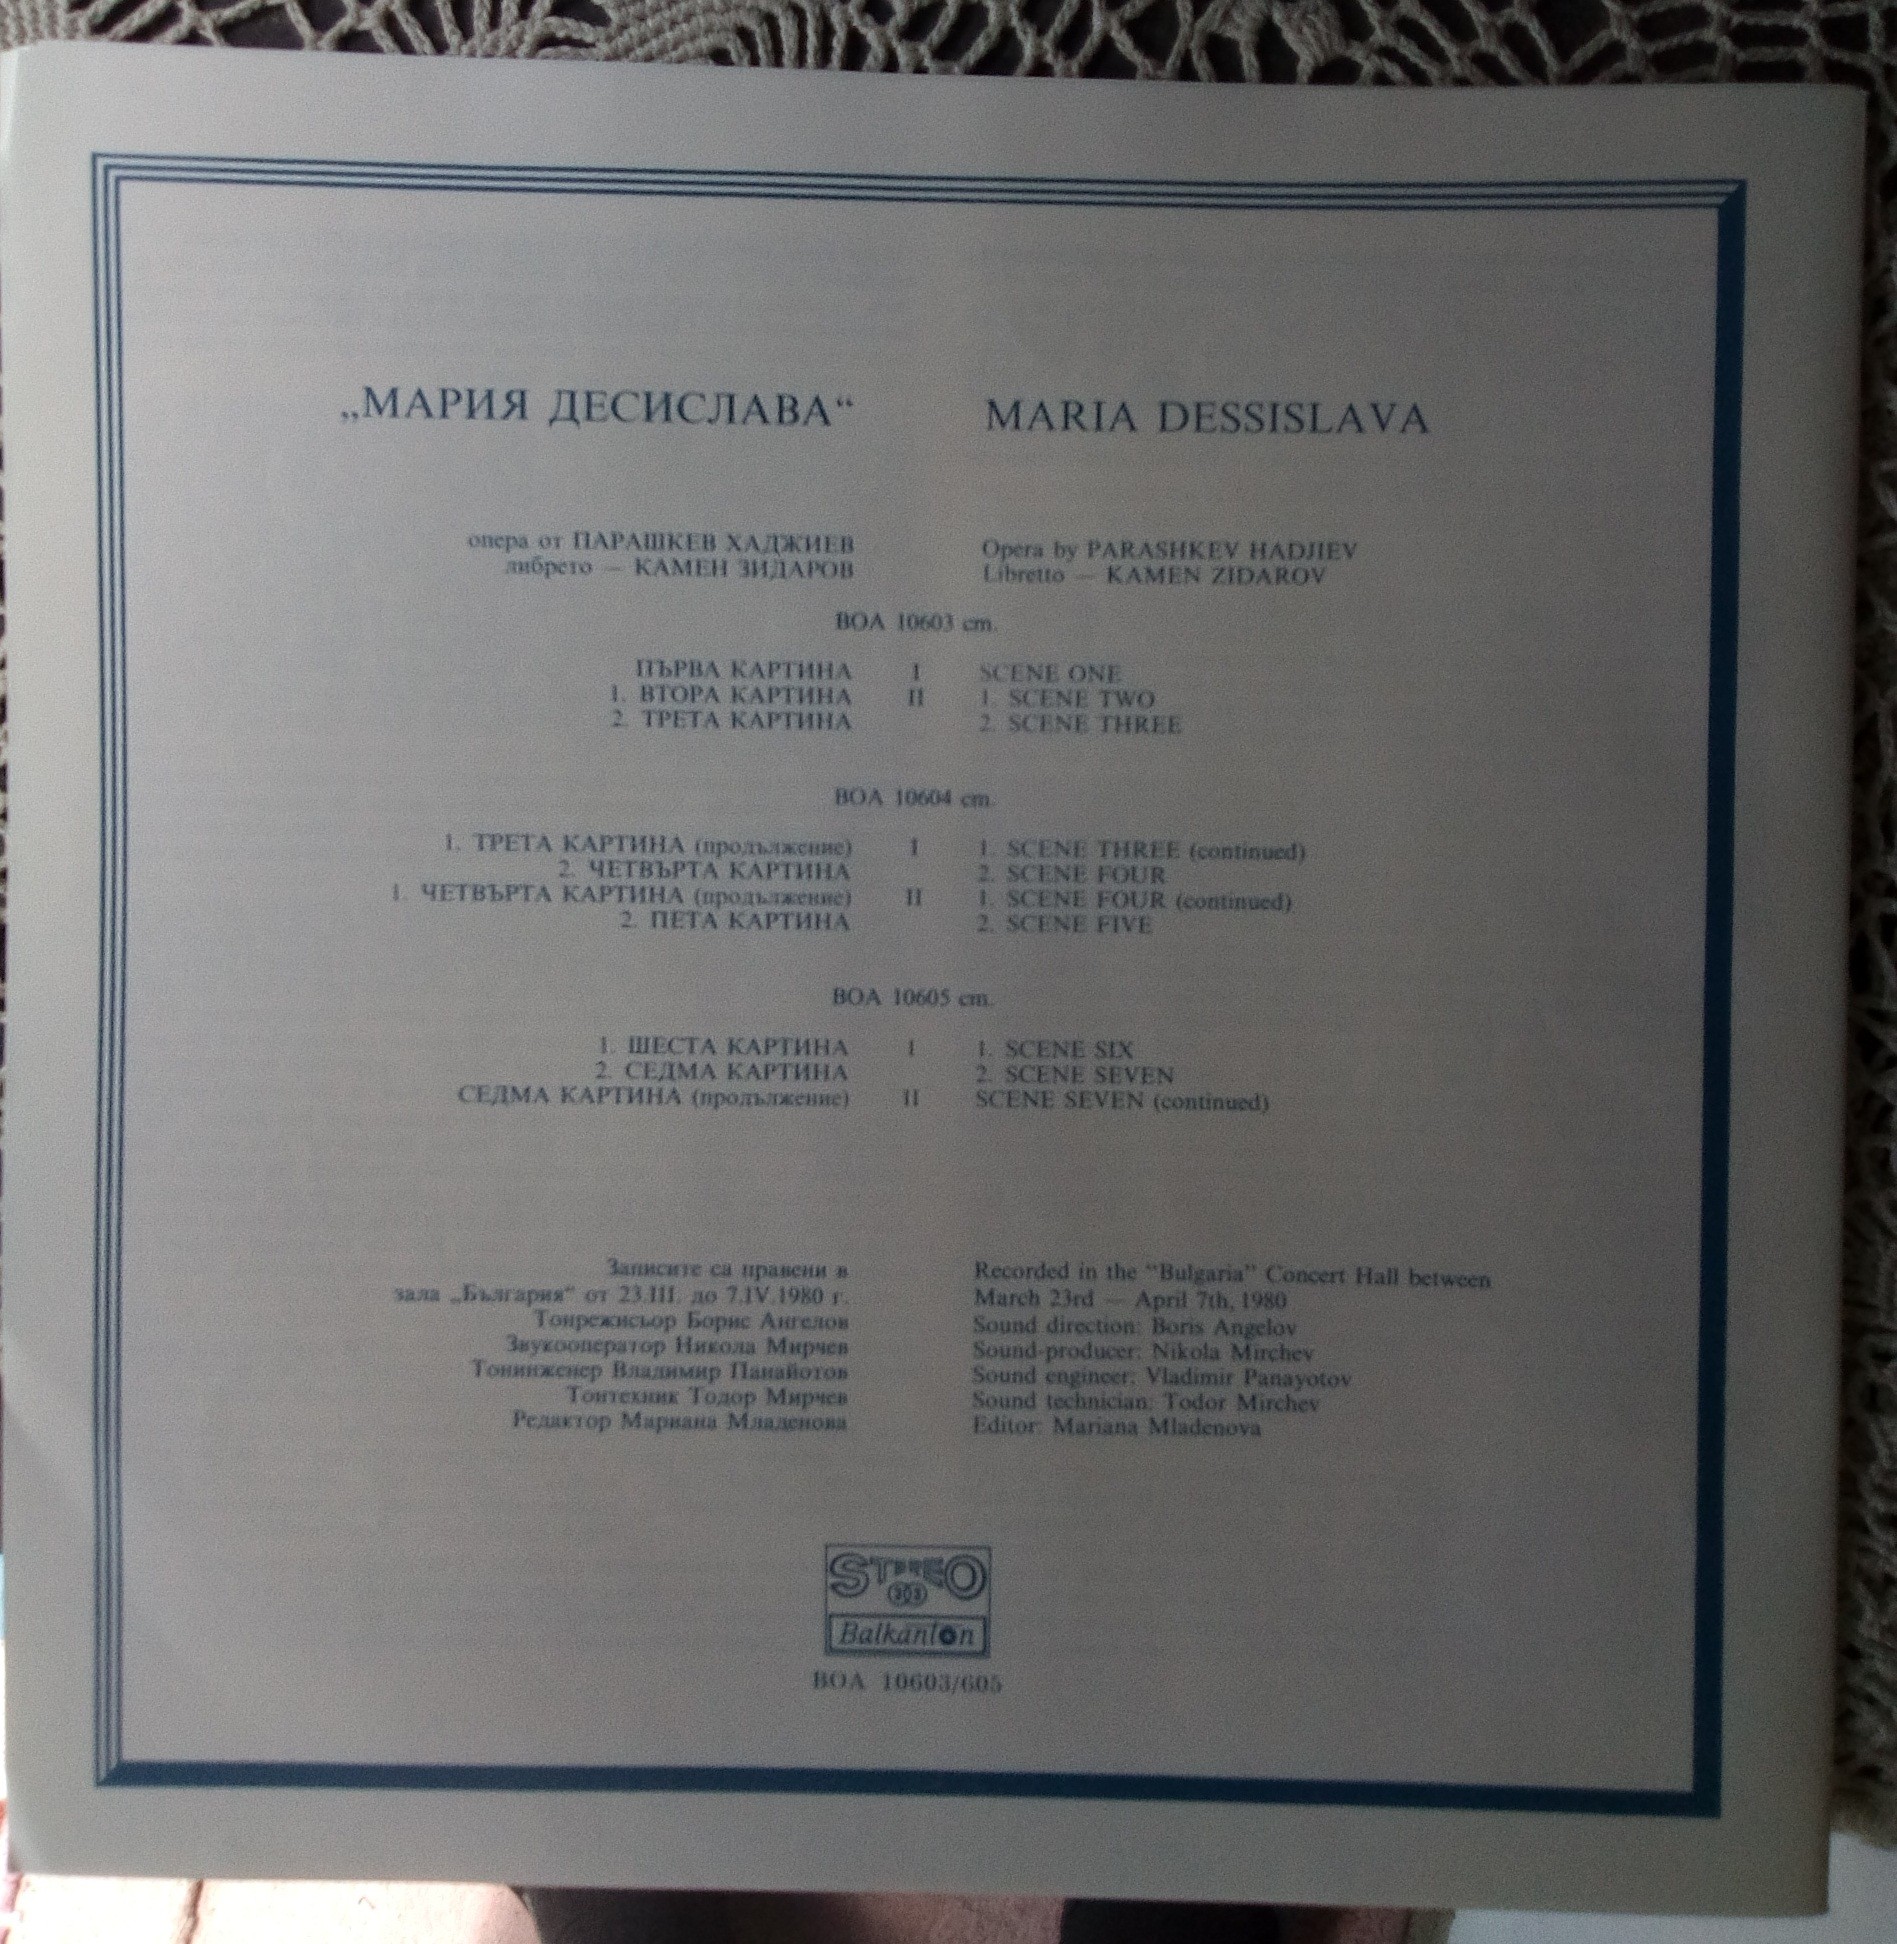 „МАРИЯ ДЕСИСЛАВА“ MARIA DESSISLAVA
опера от ПАРАШКЕВ ХАДЖИЕВ Opera by PARASHKEV HADJIEV
либрето — КАМЕН ЗИДАРОВ Libretto — KAMEN ZIDAROV
ВОА 10603 cm.
ПЪРВА КАРТИНА I SCENE ONE
1. ВТОРА КАРТИНА II 1. SCENE TWO
2. ТРЕТА КАРТИНА 2. SCENE THREE
ВОА 10604 cm.
1. ТРЕТА КАРТИНА (продължение) I 1. SCENE THREE (continued)
2. ЧЕТВЪРТА КАРТИНА 2. SCENE FOUR
1. ЧЕТВЪРТА КАРТИНА (продължение) II 1. SCENE FOUR (continued)
2. ПЕТА КАРТИНА 2. SCENE FIVE
ВОА 10605 cm.
1. ШЕСТА КАРТИНА I 1. SCENE SIX
2. СЕДМА КАРТИНА 2. SCENE SEVEN
СЕДМА КАРТИНА (продължение) II SCENE SEVEN (continued)
Записите са правени в Recorded in the “Bulgaria” Concert Hall between
зала „България“ от 23.III. до 7.IV.1980 г. March 23rd — April 7th, 1980
Тонрежисьор Борис Ангелов Sound direction: Boris Angelov
Звукооператор Никола Мирчев Sound-producer: Nikola Mirchev
Тонинженер Владимир Панайотов Sound engineer: Vladimir Panayotov
Тонтехник Тодор Мирчев Sound technician: Todor Mirchev
Редактор Мариана Младенова Editor: Mariana Mladenova
STEREO
303
Balkanton
ВОА 10603/605